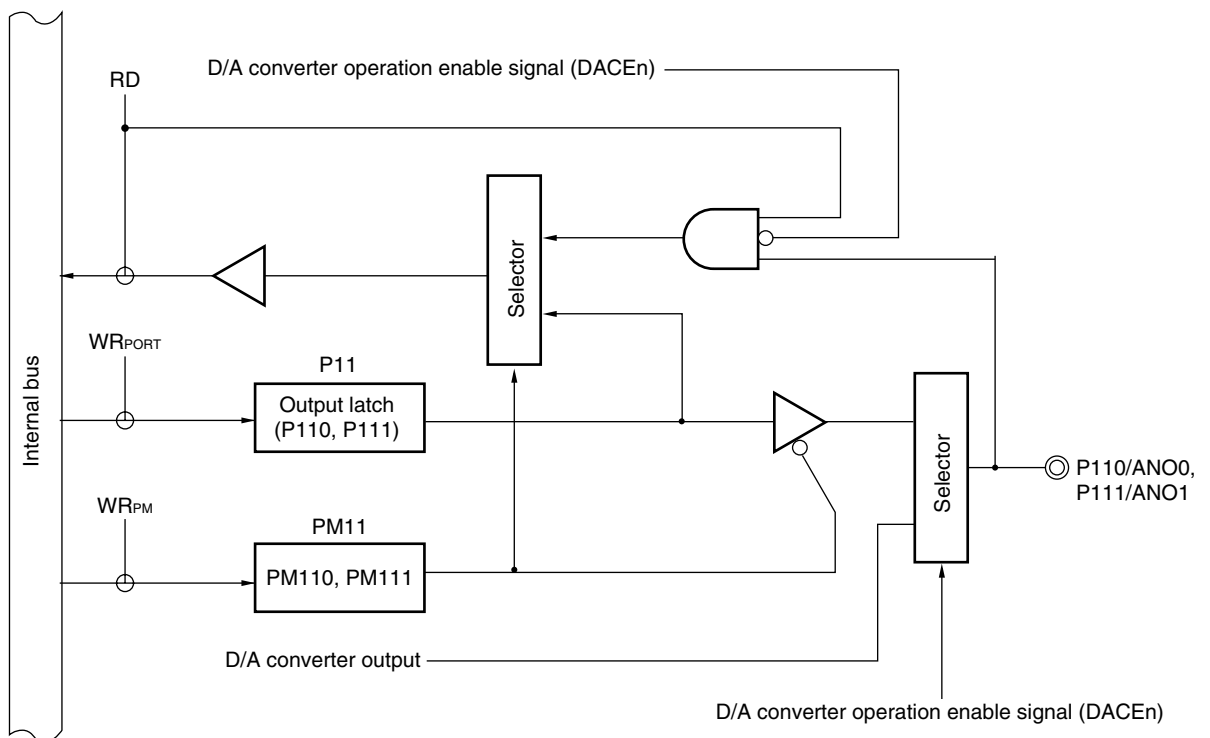 D/A converter operation enable signal (DACEn)
RD
Selector
WRPORT
P11
Output latch
(P110, P111)
Internal bus
Selector
P110/ANO0,
P111/ANO1
WRPM
PM11
PM110, PM111
D/A converter output
D/A converter operation enable signal (DACEn)